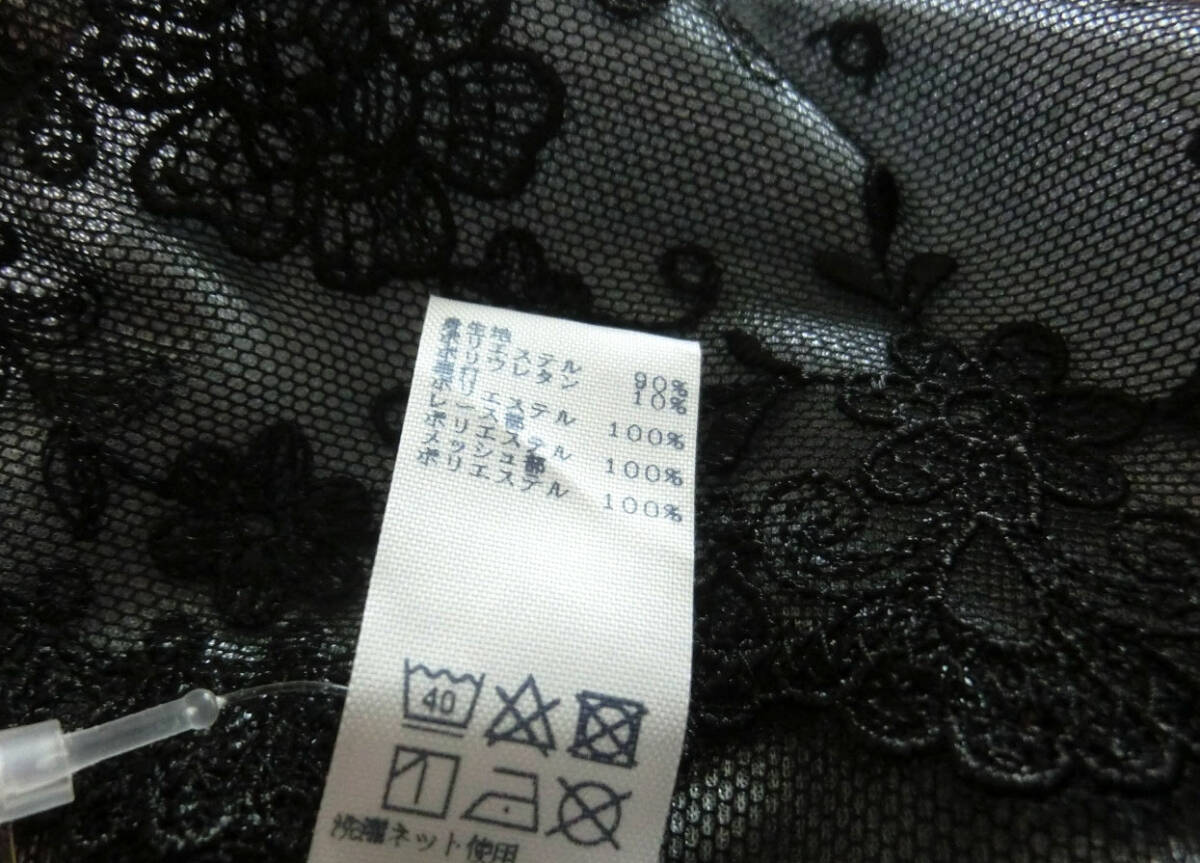 身生地
ポリエステル 90%
ポリウレタン 10%
裏打
ポリエステル 100%
レース部
ポリエステル 100%
メッシュ部
ポリエステル 100%
40
洗濯ネット使用